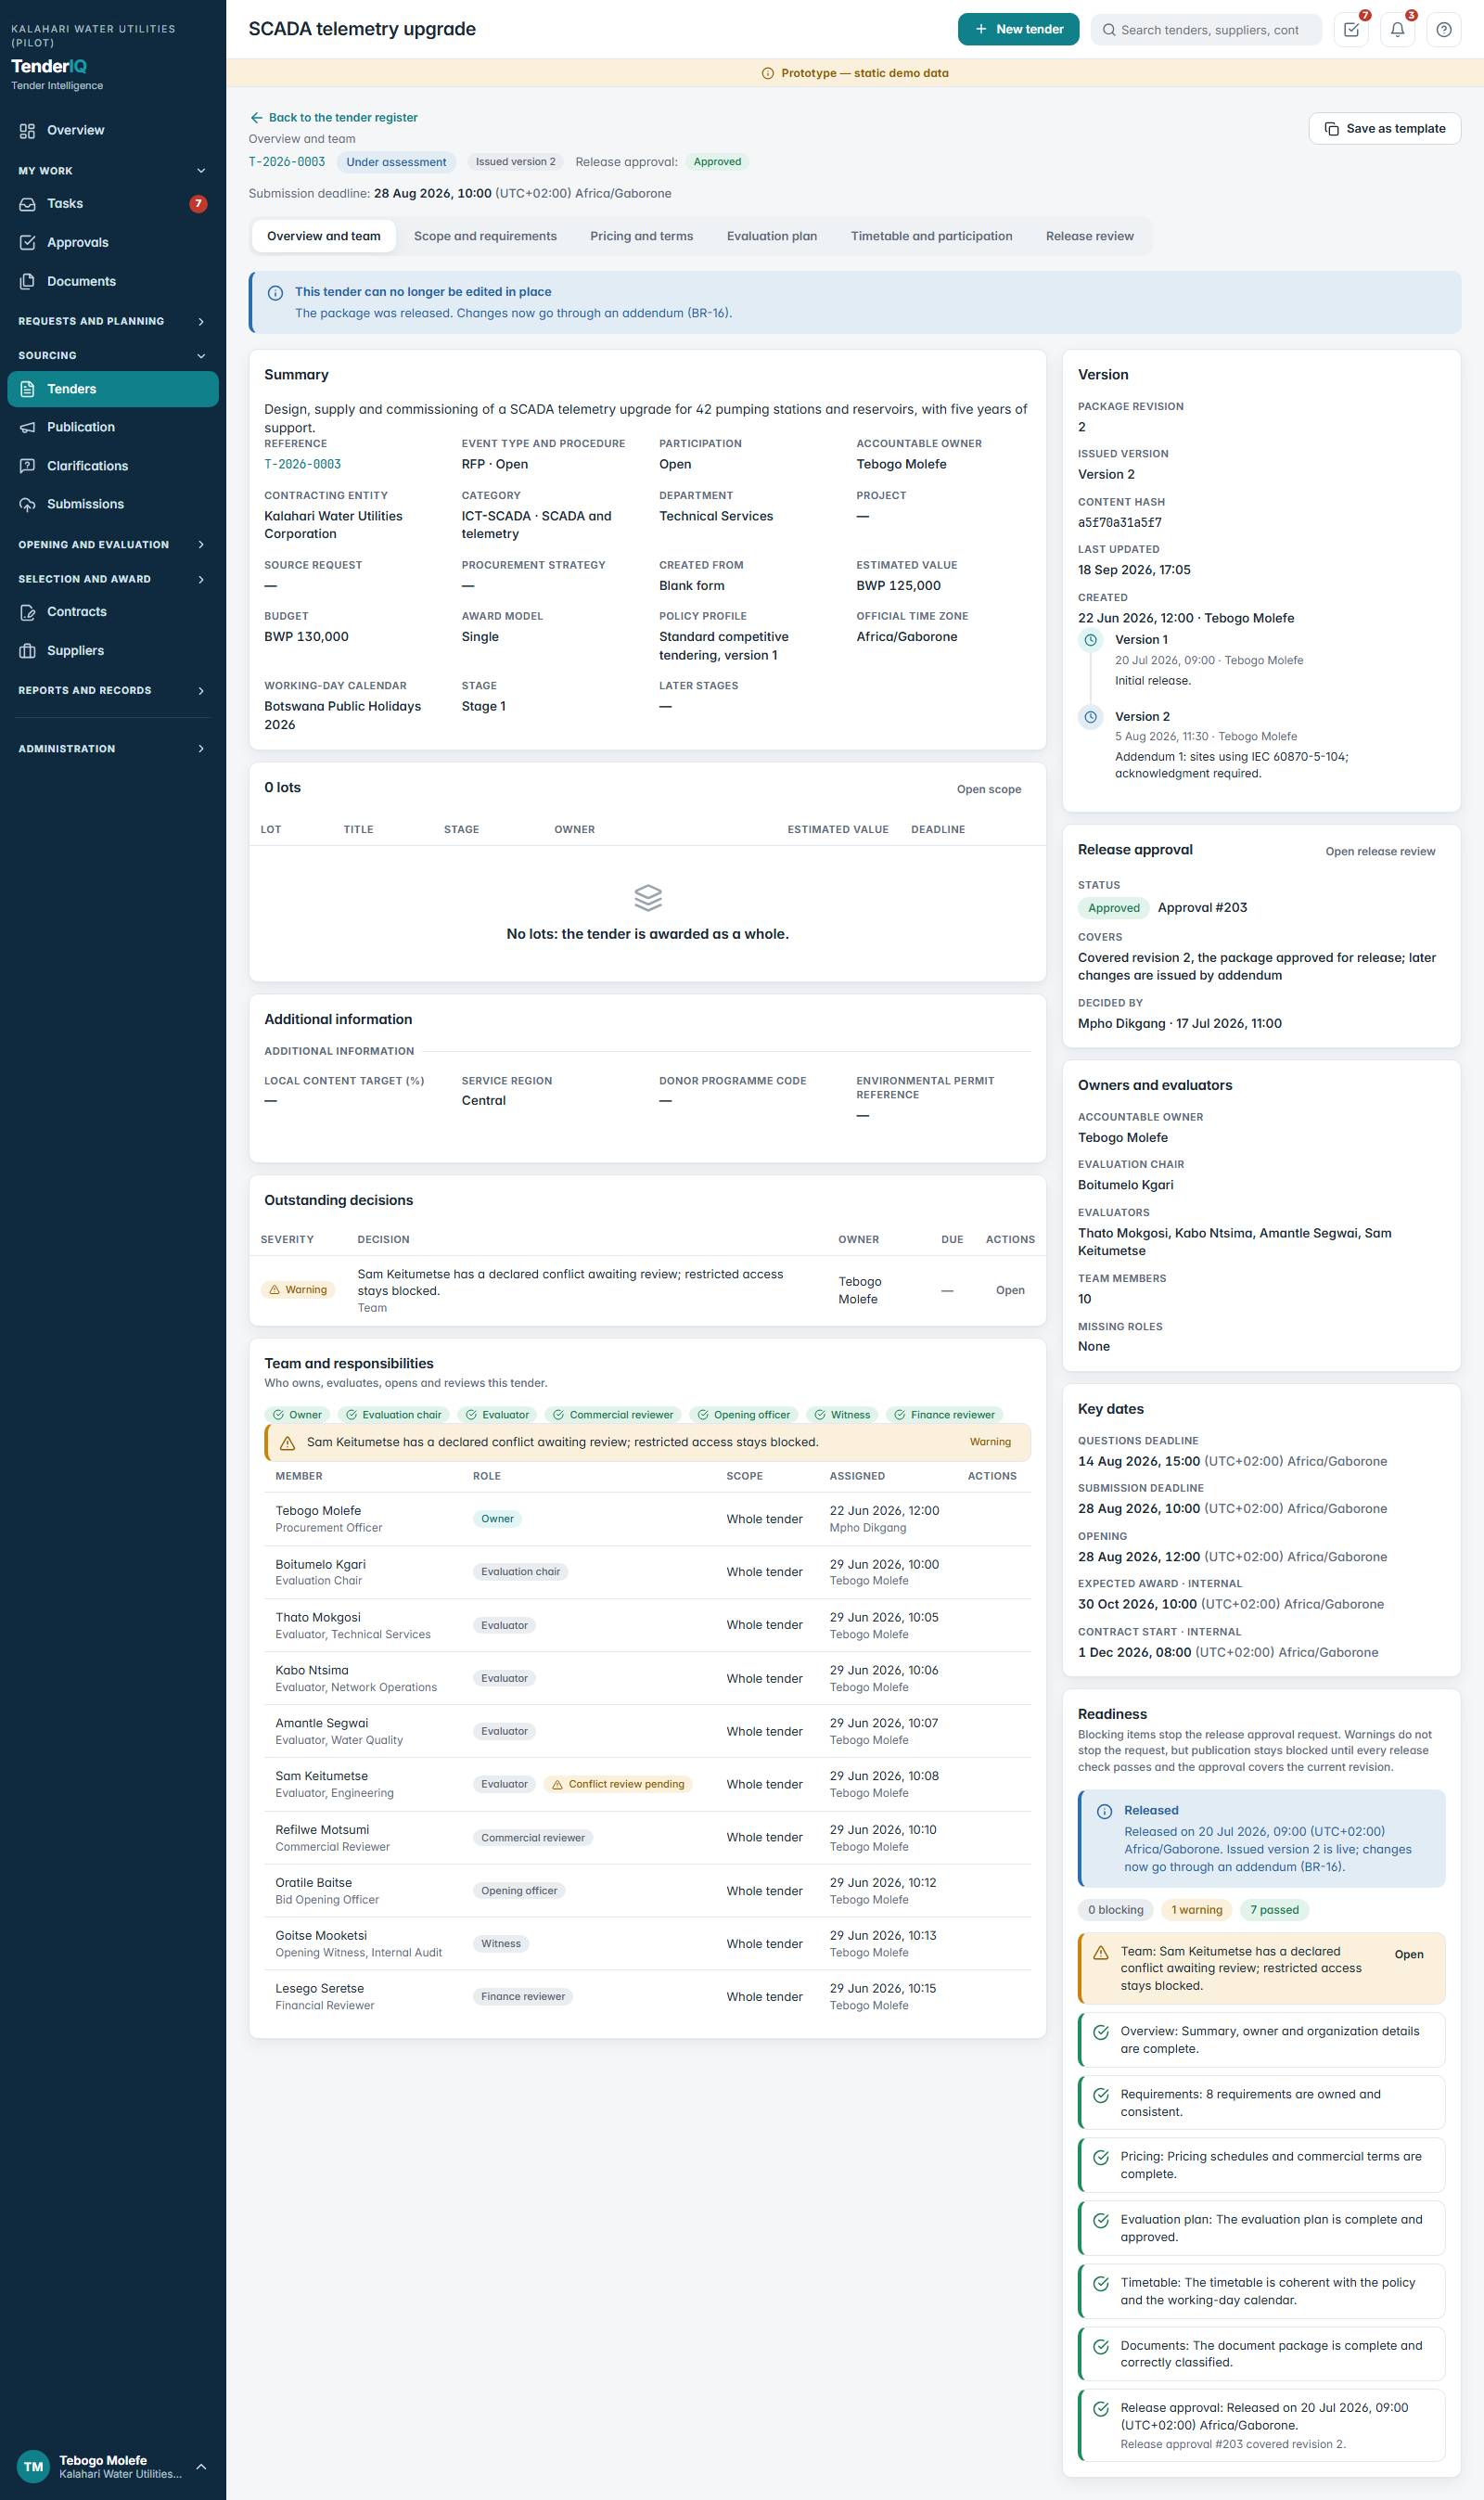 KALAHARI WATER UTILITIES
(PILOT)
TenderIQ
Tender Intelligence
Overview
MY WORK
Tasks
7
Approvals
Documents
REQUESTS AND PLANNING
SOURCING
Tenders
Publication
Clarifications
Submissions
OPENING AND EVALUATION
SELECTION AND AWARD
Contracts
Suppliers
REPORTS AND RECORDS
ADMINISTRATION
TM
Tebogo Molefe
Kalahari Water Utilities...
SCADA telemetry upgrade
New tender
Search tenders, suppliers, cont
7
3
Prototype — static demo data
Back to the tender register
Save as template
Overview and team
T-2026-0003 Under assessment Issued version 2 Release approval: Approved
Submission deadline: 28 Aug 2026, 10:00 (UTC+02:00) Africa/Gaborone
Overview and team Scope and requirements Pricing and terms Evaluation plan Timetable and participation Release review
This tender can no longer be edited in place
The package was released. Changes now go through an addendum (BR-16).
Summary
Design, supply and commissioning of a SCADA telemetry upgrade for 42 pumping stations and reservoirs, with five years of
support.
REFERENCE EVENT TYPE AND PROCEDURE PARTICIPATION ACCOUNTABLE OWNER
T-2026-0003 RFP · Open Open Tebogo Molefe
CONTRACTING ENTITY CATEGORY DEPARTMENT PROJECT
Kalahari Water Utilities ICT-SCADA · SCADA and Technical Services —
Corporation telemetry
SOURCE REQUEST PROCUREMENT STRATEGY CREATED FROM ESTIMATED VALUE
— — Blank form BWP 125,000
BUDGET AWARD MODEL POLICY PROFILE OFFICIAL TIME ZONE
BWP 130,000 Single Standard competitive Africa/Gaborone
tendering, version 1
WORKING-DAY CALENDAR STAGE LATER STAGES
Botswana Public Holidays Stage 1 —
2026
0 lots
Open scope
LOT TITLE STAGE OWNER ESTIMATED VALUE DEADLINE
No lots: the tender is awarded as a whole.
Additional information
ADDITIONAL INFORMATION
LOCAL CONTENT TARGET (%) SERVICE REGION DONOR PROGRAMME CODE ENVIRONMENTAL PERMIT
REFERENCE
— Central — —
Outstanding decisions
SEVERITY DECISION OWNER DUE ACTIONS
Sam Keitumetse has a declared conflict awaiting review; restricted access Tebogo
Warning stays blocked. Molefe — Open
Team
Team and responsibilities
Who owns, evaluates, opens and reviews this tender.
Owner Evaluation chair Evaluator Commercial reviewer Opening officer Witness Finance reviewer
Sam Keitumetse has a declared conflict awaiting review; restricted access stays blocked. Warning
MEMBER ROLE SCOPE ASSIGNED ACTIONS
Tebogo Molefe Owner Whole tender 22 Jun 2026, 12:00
Procurement Officer Mpho Dikgang
Boitumelo Kgari Evaluation chair Whole tender 29 Jun 2026, 10:00
Evaluation Chair Tebogo Molefe
Thato Mokgosi Evaluator Whole tender 29 Jun 2026, 10:05
Evaluator, Technical Services Tebogo Molefe
Kabo Ntsima Evaluator Whole tender 29 Jun 2026, 10:06
Evaluator, Network Operations Tebogo Molefe
Amantle Segwai Evaluator Whole tender 29 Jun 2026, 10:07
Evaluator, Water Quality Tebogo Molefe
Sam Keitumetse Evaluator Conflict review pending Whole tender 29 Jun 2026, 10:08
Evaluator, Engineering Tebogo Molefe
Refilwe Motsumi Commercial reviewer Whole tender 29 Jun 2026, 10:10
Commercial Reviewer Tebogo Molefe
Oratile Baitse Opening officer Whole tender 29 Jun 2026, 10:12
Bid Opening Officer Tebogo Molefe
Goitse Mooketsi Witness Whole tender 29 Jun 2026, 10:13
Opening Witness, Internal Audit Tebogo Molefe
Lesego Seretse Finance reviewer Whole tender 29 Jun 2026, 10:15
Financial Reviewer Tebogo Molefe
Version
PACKAGE REVISION
2
ISSUED VERSION
Version 2
CONTENT HASH
a5f70a31a5f7
LAST UPDATED
18 Sep 2026, 17:05
CREATED
22 Jun 2026, 12:00 · Tebogo Molefe
Version 1
20 Jul 2026, 09:00 · Tebogo Molefe
Initial release.
Version 2
5 Aug 2026, 11:30 · Tebogo Molefe
Addendum 1: sites using IEC 60870-5-104;
acknowledgment required.
Release approval
Open release review
STATUS
Approved Approval #203
COVERS
Covered revision 2, the package approved for release; later
changes are issued by addendum
DECIDED BY
Mpho Dikgang · 17 Jul 2026, 11:00
Owners and evaluators
ACCOUNTABLE OWNER
Tebogo Molefe
EVALUATION CHAIR
Boitumelo Kgari
EVALUATORS
Thato Mokgosi, Kabo Ntsima, Amantle Segwai, Sam
Keitumetse
TEAM MEMBERS
10
MISSING ROLES
None
Key dates
QUESTIONS DEADLINE
14 Aug 2026, 15:00 (UTC+02:00) Africa/Gaborone
SUBMISSION DEADLINE
28 Aug 2026, 10:00 (UTC+02:00) Africa/Gaborone
OPENING
28 Aug 2026, 12:00 (UTC+02:00) Africa/Gaborone
EXPECTED AWARD · INTERNAL
30 Oct 2026, 10:00 (UTC+02:00) Africa/Gaborone
CONTRACT START · INTERNAL
1 Dec 2026, 08:00 (UTC+02:00) Africa/Gaborone
Readiness
Blocking items stop the release approval request. Warnings do not
stop the request, but publication stays blocked until every release
check passes and the approval covers the current revision.
Released
Released on 20 Jul 2026, 09:00 (UTC+02:00)
Africa/Gaborone. Issued version 2 is live; changes
now go through an addendum (BR-16).
0 blocking 1 warning 7 passed
Team: Sam Keitumetse has a declared Open
conflict awaiting review; restricted access
stays blocked.
Overview: Summary, owner and organization details
are complete.
Requirements: 8 requirements are owned and
consistent.
Pricing: Pricing schedules and commercial terms are
complete.
Evaluation plan: The evaluation plan is complete and
approved.
Timetable: The timetable is coherent with the policy
and the working-day calendar.
Documents: The document package is complete and
correctly classified.
Release approval: Released on 20 Jul 2026, 09:00
(UTC+02:00) Africa/Gaborone.
Release approval #203 covered revision 2.